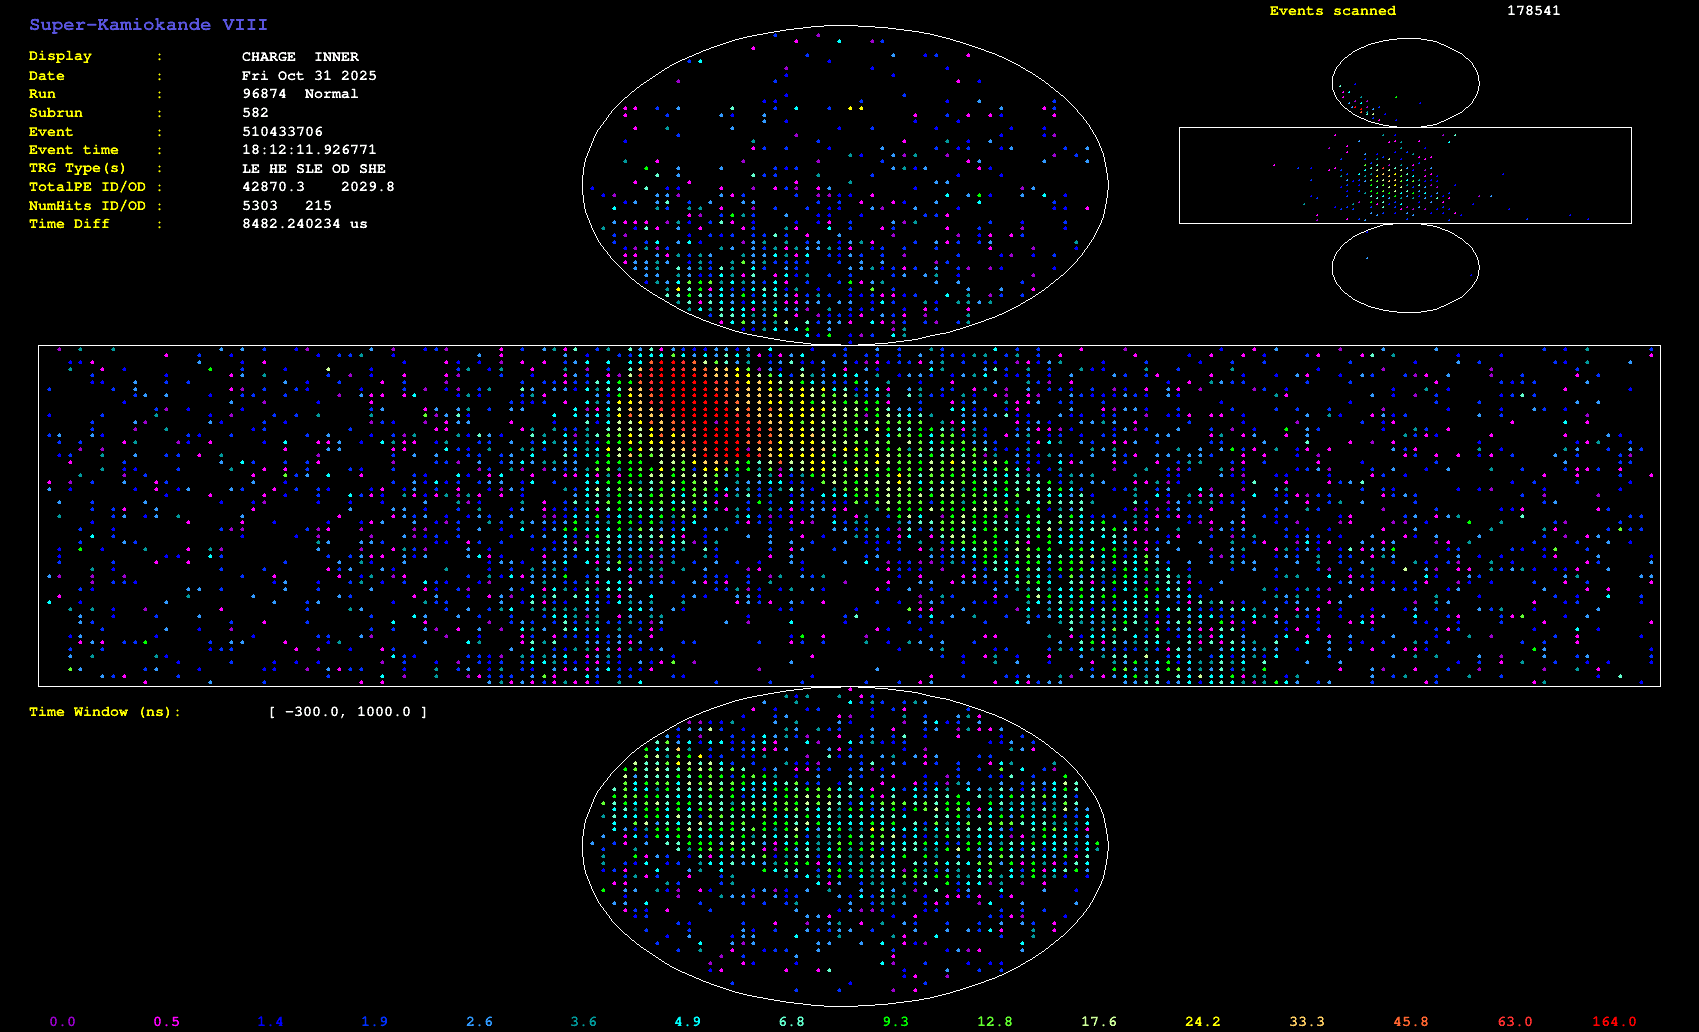 Super-Kamiokande VIII
Events scanned 178541
Display : CHARGE INNER
Date : Fri Oct 31 2025
Run : 96874 Normal
Subrun : 582
Event : 510433706
Event time : 18:12:11.926771
TRG Type(s) : LE HE SLE OD SHE
TotalPE ID/OD : 42870.3 2029.8
NumHits ID/OD : 5303 215
Time Diff : 8482.240234 us
Time Window (ns): [ -300.0, 1000.0 ]
0.0 0.5 1.4 1.9 2.6 3.6 4.9 6.8 9.3 12.8 17.6 24.2 33.3 45.8 63.0 164.0